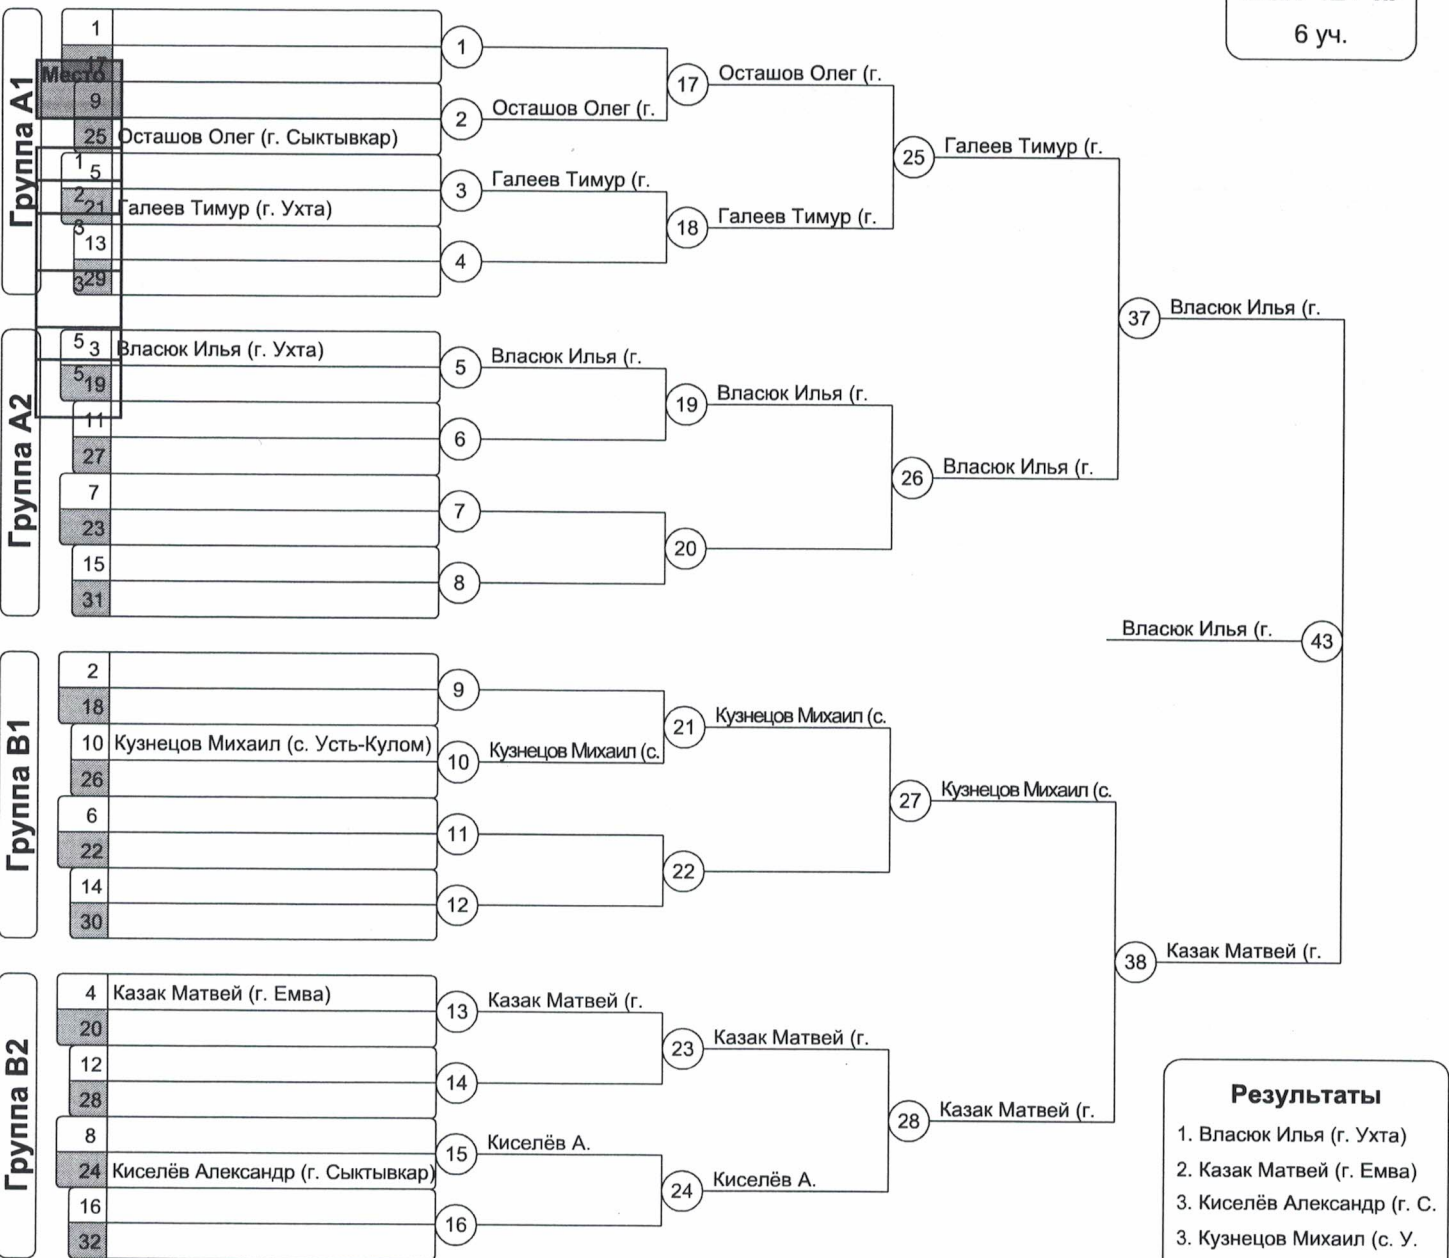 6 уч.
Группа А1
Место
1
17
9
25 Осташов Олег (г. Сыктывкар)
1
5
2
21 Галеев Тимур (г. Ухта)
3
13
3
29
1
2
Осташов Олег (г.
3
Галеев Тимур (г.
4
17
Осташов Олег (г.
18
Галеев Тимур (г.
25
Галеев Тимур (г.
Группа А2
5
3 Власюк Илья (г. Ухта)
5
19
11
27
7
23
15
31
5
Власюк Илья (г.
6
7
8
19
Власюк Илья (г.
20
26
Власюк Илья (г.
37
Власюк Илья (г.
Власюк Илья (г.
43
Группа В1
2
18
10 Кузнецов Михаил (с. Усть-Кулом)
26
6
22
14
30
9
10
Кузнецов Михаил (с.
11
12
21
Кузнецов Михаил (с.
22
27
Кузнецов Михаил (с.
Группа В2
4 Казак Матвей (г. Емва)
20
12
28
8
24 Киселёв Александр (г. Сыктывкар)
16
32
13
Казак Матвей (г.
14
15
Киселёв А.
16
23
Казак Матвей (г.
24
Киселёв А.
28
Казак Матвей (г.
38
Казак Матвей (г.
Результаты
1. Власюк Илья (г. Ухта)
2. Казак Матвей (г. Емва)
3. Киселёв Александр (г. С.
3. Кузнецов Михаил (с. У.